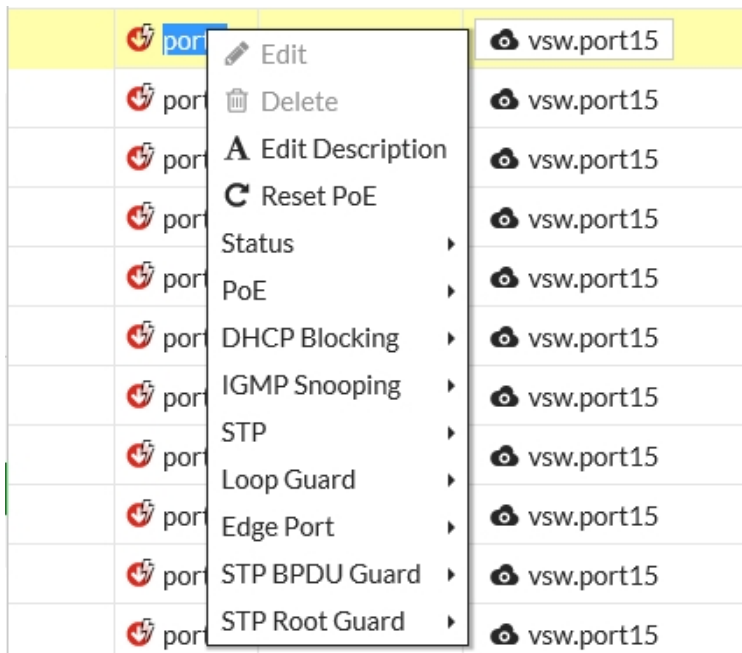 port vsw.port15
Edit
port vsw.port15
Delete
Edit Description
port vsw.port15
Reset PoE
port vsw.port15
Status
port vsw.port15
PoE
port vsw.port15
DHCP Blocking
port vsw.port15
IGMP Snooping
port vsw.port15
STP
port vsw.port15
Loop Guard
port vsw.port15
Edge Port
port vsw.port15
STP BPDU Guard
port vsw.port15
STP Root Guard